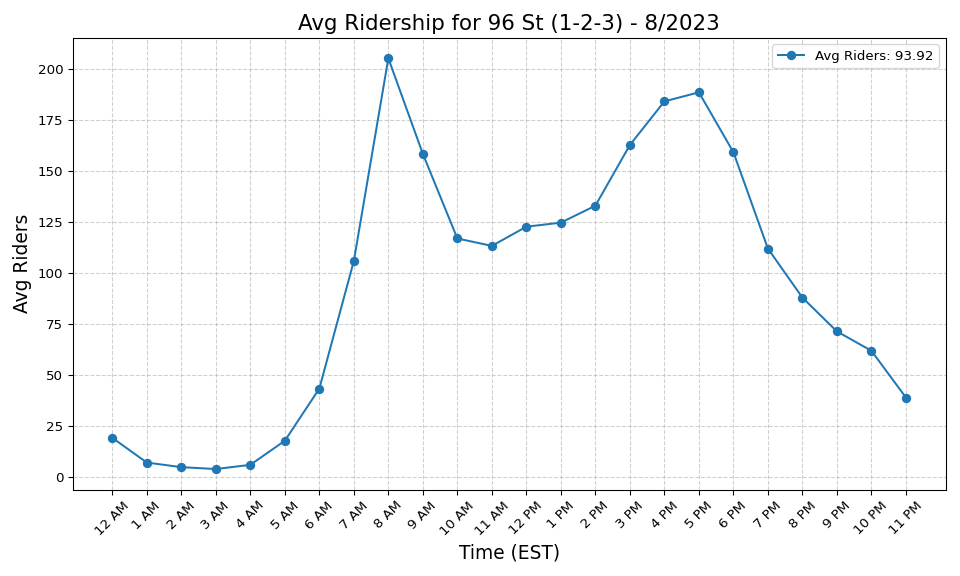 Avg Ridership for 96 St (1-2-3) - 8/2023
Avg Riders: 93.92
Avg Riders
200
175
150
125
100
75
50
25
0
12 AM
1 AM
2 AM
3 AM
4 AM
5 AM
6 AM
7 AM
8 AM
9 AM
10 AM
11 AM
12 PM
1 PM
2 PM
3 PM
4 PM
5 PM
6 PM
7 PM
8 PM
9 PM
10 PM
11 PM
Time (EST)